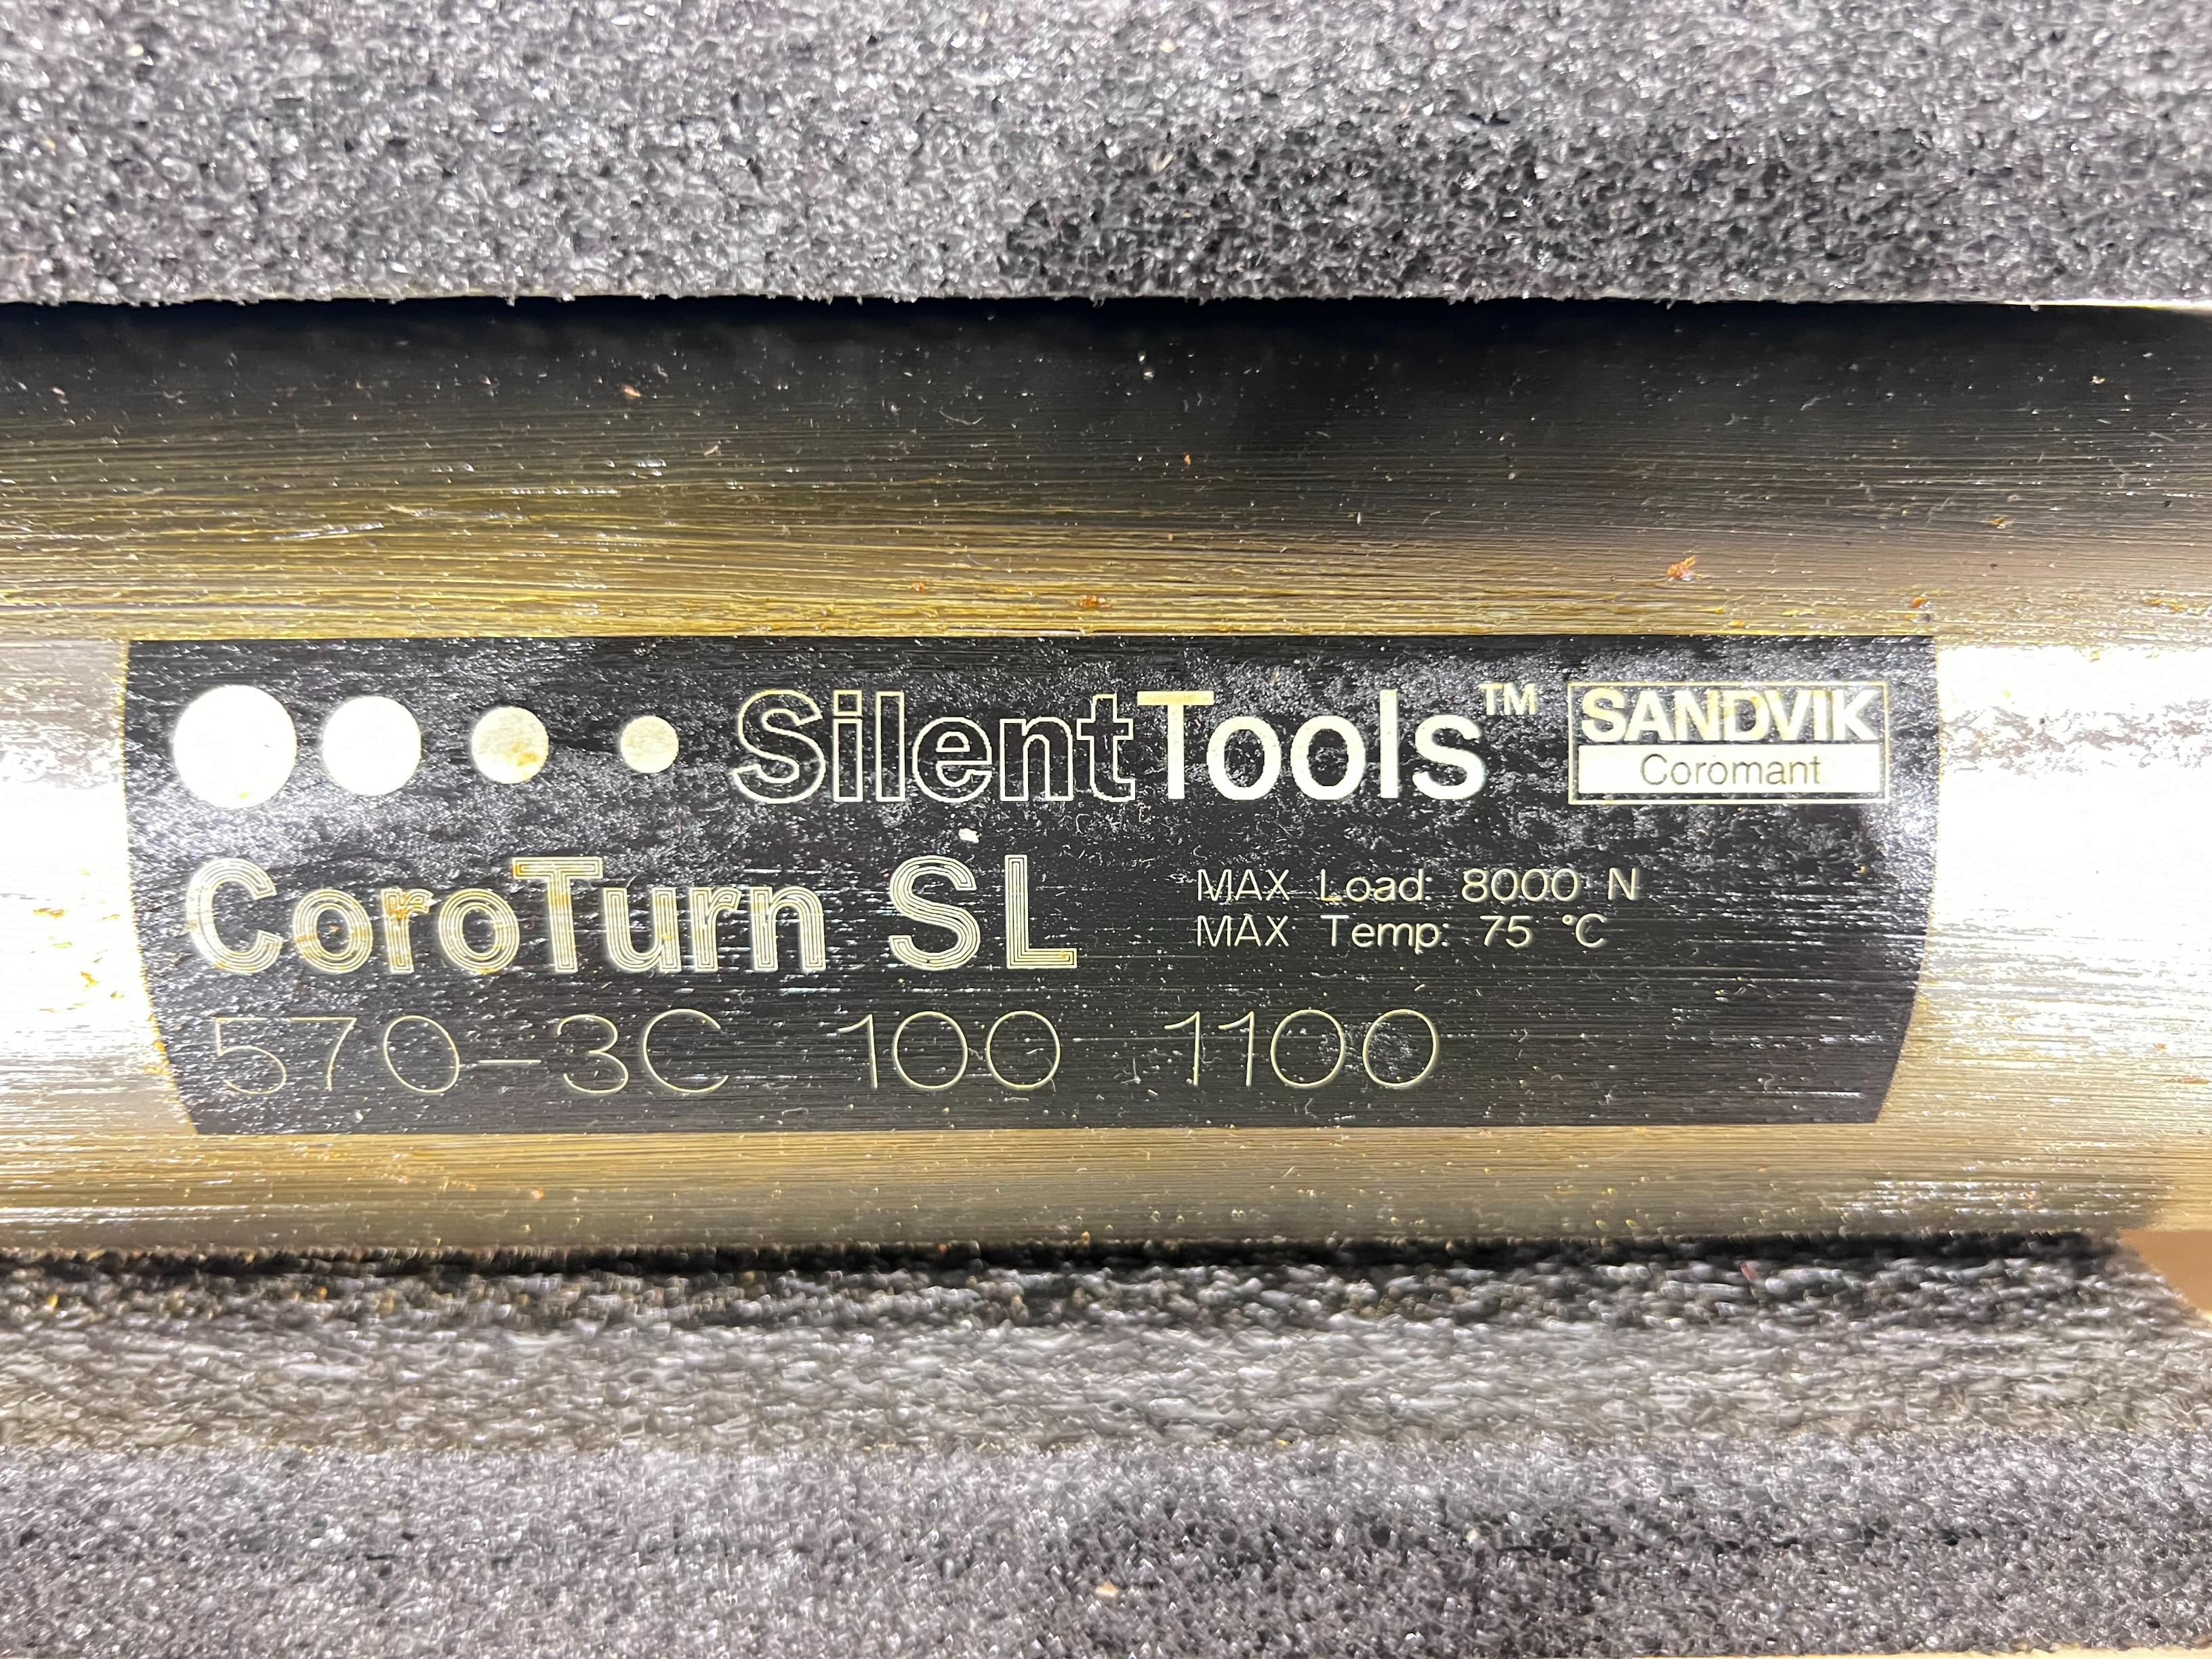 SilentTools™ SANDVIK
Coromant
CoroTurn SL
MAX Load: 8000 N
MAX Temp: 75 °C
570-3C 100 1100